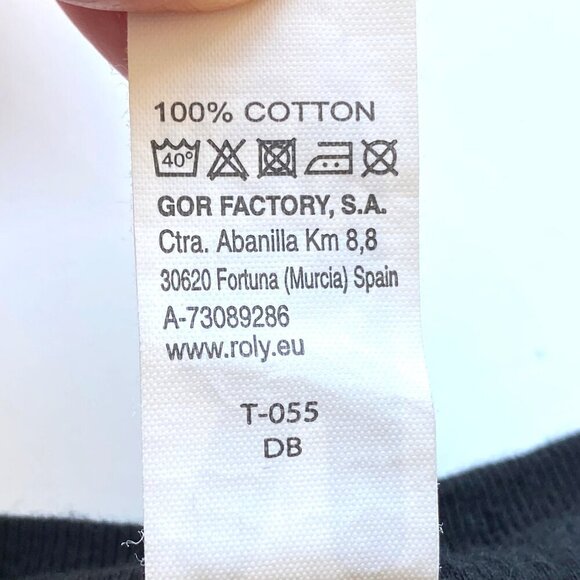 100% COTTON
40°
GOR FACTORY, S.A.
Ctra. Abanilla Km 8,8
30620 Fortuna (Murcia) Spain
A-73089286
www.roly.eu
T-055
DB